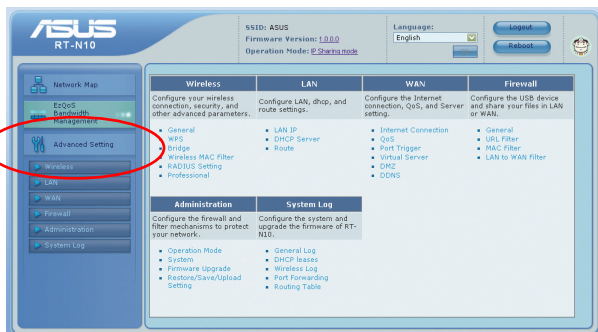 ASUS
RT-N10
SSID: ASUS
Firmware Version: 1.0.0.0
Operation Mode: IP Sharing mode
Language:
English
Logout
Reboot
Network Map
EzQoS
Bandwidth
Management
Advanced Setting
Wireless
LAN
WAN
Firewall
Administration
System Log
Wireless
Configure your wireless
connection, security, and
other advanced parameters.
General
WPS
Bridge
Wireless MAC Filter
RADIUS Setting
Professional
LAN
Configure LAN, dhcp, and
route settings.
LAN IP
DHCP Server
Route
WAN
Configure the Internet
connection, QoS, and Server
setting.
Internet Connection
QoS
Port Trigger
Virtual Server
DMZ
DDNS
Firewall
Configure the USB device
and share your files in LAN
or WAN.
General
URL Filter
MAC Filter
LAN to WAN Filter
Administration
Configure the firewall and
filter mechanisms to protect
your network.
Operation Mode
System
Firmware Upgrade
Restore/Save/Upload
Setting
System Log
Configure the system and
upgrade the firmware of RT-
N10.
General Log
DHCP leases
Wireless Log
Port Forwarding
Routing Table